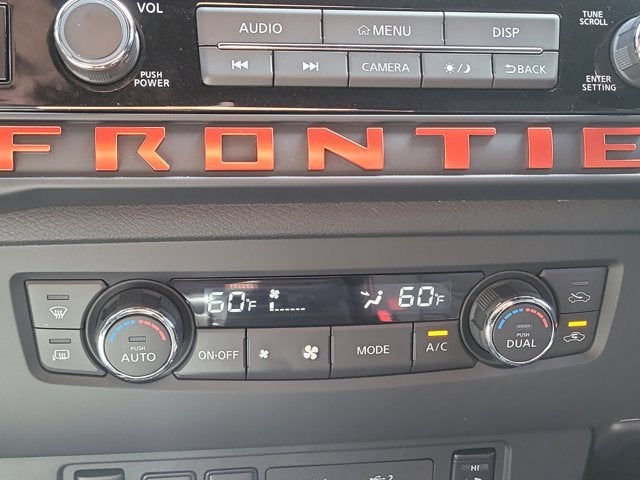 VOL
AUDIO
MENU
DISP
TUNE
SCROLL
PUSH
POWER
CAMERA
BACK
ENTER
SETTING
FRONTIE
60°F
60°F
PUSH
AUTO
ON·OFF
MODE
A/C
PUSH
DUAL
2
HI